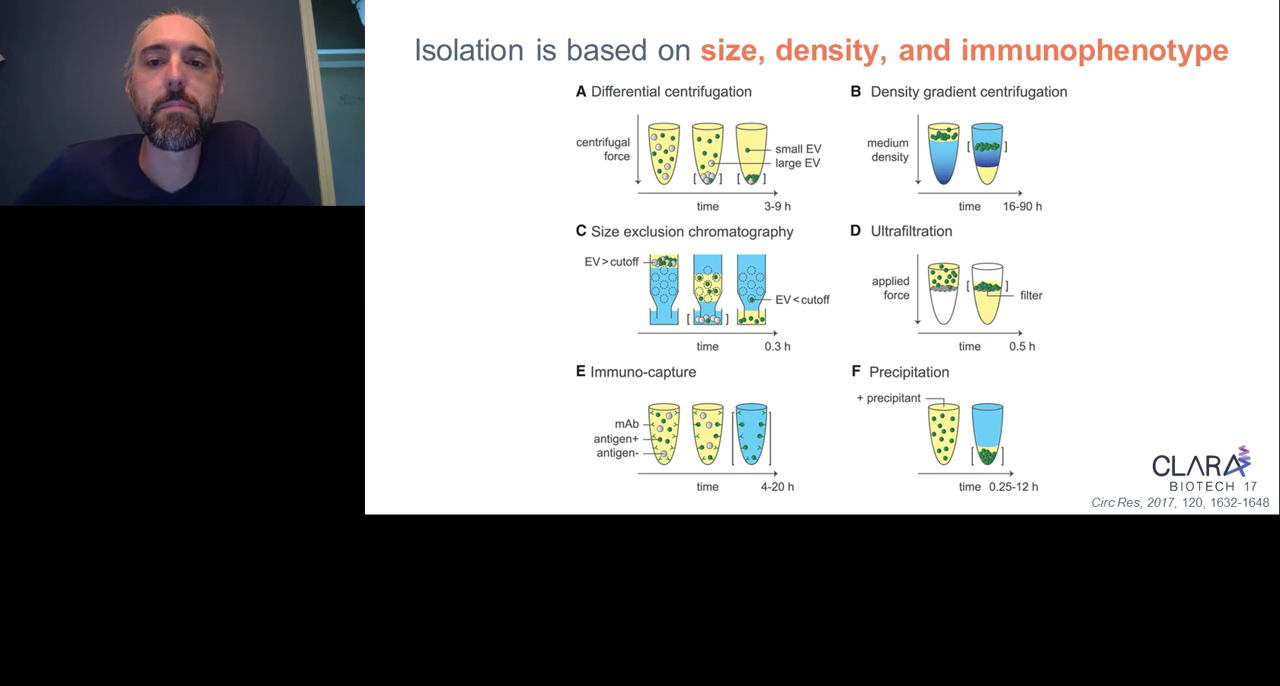 Isolation is based on size, density, and immunophenotype
A Differential centrifugation
centrifugal
force
small EV
large EV
time
3-9 h
B Density gradient centrifugation
medium
density
time
16-90 h
C Size exclusion chromatography
EV>cutoff
EV<cutoff
time
0.3 h
D Ultrafiltration
applied
force
filter
time
0.5 h
E Immuno-capture
mAb
antigen+
antigen-
time
4-20 h
F Precipitation
+ precipitant
time
0.25-12 h
CLARA
BIOTECH 17
Circ Res, 2017, 120, 1632-1648